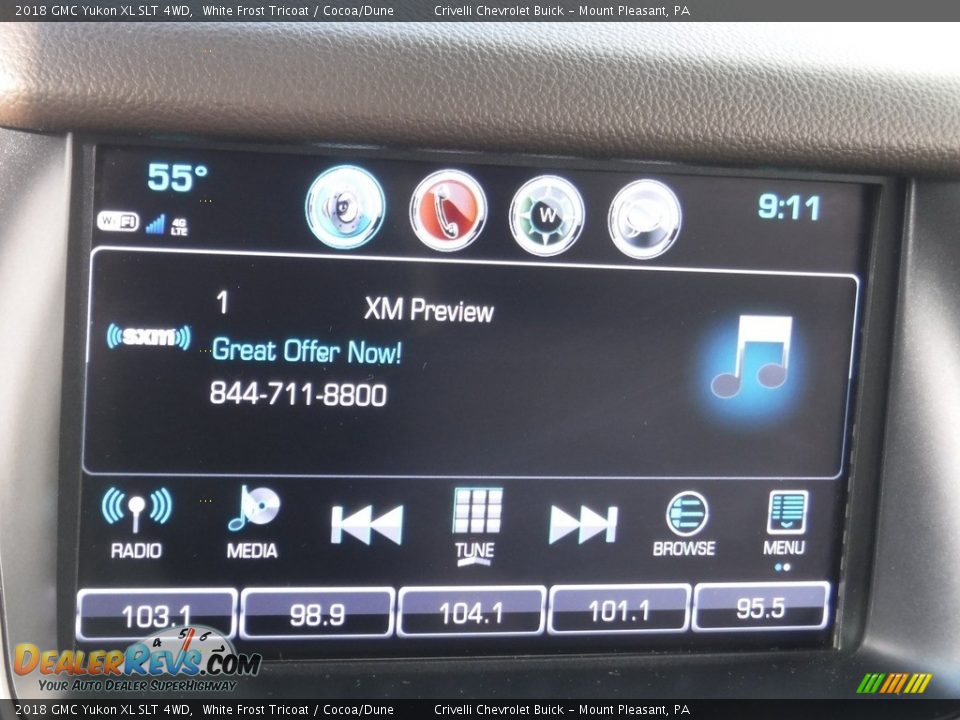 2018 GMC Yukon XL SLT 4WD, White Frost Tricoat / Cocoa/Dune Crivelli Chevrolet Buick - Mount Pleasant, PA
55° 9:11
Wi Fi 4G LTE W
1 XM Preview
((sxm))
Great Offer Now!
844-711-8800
RADIO MEDIA TUNE BROWSE MENU
103.1 98.9 104.1 101.1 95.5
4 5 6
DealerRevs.com
Your Auto Dealer SuperHighway
2018 GMC Yukon XL SLT 4WD, White Frost Tricoat / Cocoa/Dune Crivelli Chevrolet Buick - Mount Pleasant, PA